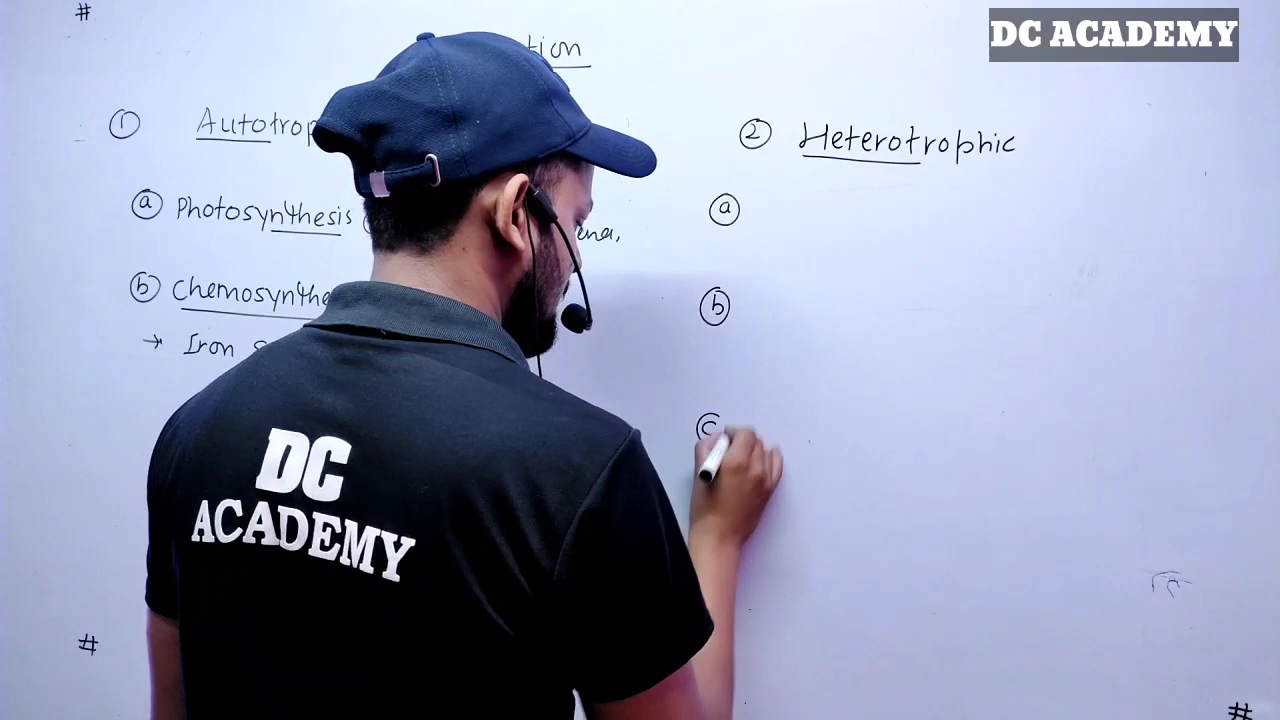 #
DC ACADEMY
tion
① Autotrop
② Heterotrophic
ⓐ Photosynthesis
ⓐ
ⓑ Chemosynthe
ⓑ
→ Iron
ⓒ
DC
ACADEMY
#
#